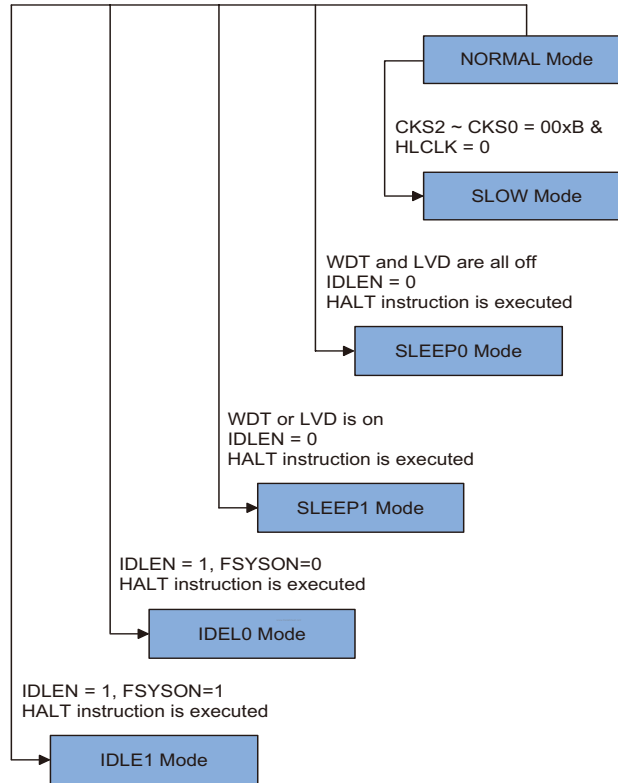 NORMAL Mode
CKS2 ~ CKS0 = 00xB &
HLCLK = 0
SLOW Mode
WDT and LVD are all off
IDLEN = 0
HALT instruction is executed
SLEEP0 Mode
WDT or LVD is on
IDLEN = 0
HALT instruction is executed
SLEEP1 Mode
IDLEN = 1, FSYSON=0
HALT instruction is executed
IDEL0 Mode
IDLEN = 1, FSYSON=1
HALT instruction is executed
IDLE1 Mode